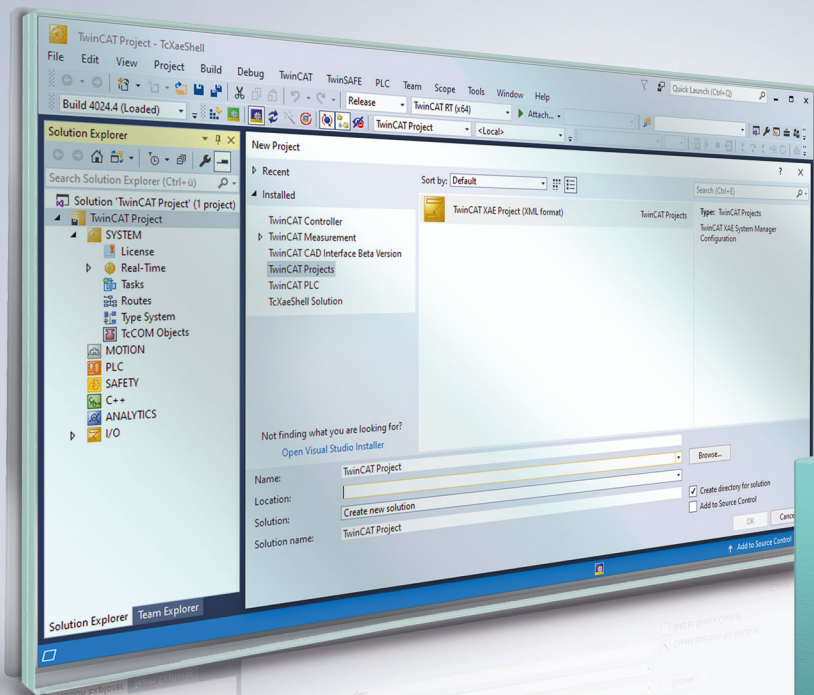 TwinCAT Project - TcXaeShell
File Edit View Project Build Debug TwinCAT TwinSAFE PLC Team Scope Tools Window Help
Quick Launch (Ctrl+Q)
Release
TwinCAT RT (x64)
Attach...
Build 4024.4 (Loaded)
TwinCAT Project
<Local>
Solution Explorer
Search Solution Explorer (Ctrl+ü)
Solution 'TwinCAT Project' (1 project)
TwinCAT Project
SYSTEM
License
Real-Time
Tasks
Routes
Type System
TcCOM Objects
MOTION
PLC
SAFETY
C++
ANALYTICS
I/O
Solution Explorer
Team Explorer
New Project
? X
Recent
Installed
TwinCAT Controller
TwinCAT Measurement
TwinCAT CAD Interface Beta Version
TwinCAT Projects
TwinCAT PLC
TcXaeShell Solution
Not finding what you are looking for?
Open Visual Studio Installer
Sort by: Default
TwinCAT XAE Project (XML format)
TwinCAT Projects
Search (Ctrl+E)
Type: TwinCAT Projects
TwinCAT XAE System Manager
Configuration
Name:
TwinCAT Project
Location:
Browse...
Solution:
Create new solution
Solution name:
TwinCAT Project
Create directory for solution
Add to Source Control
OK
Cance
Add to Source Control